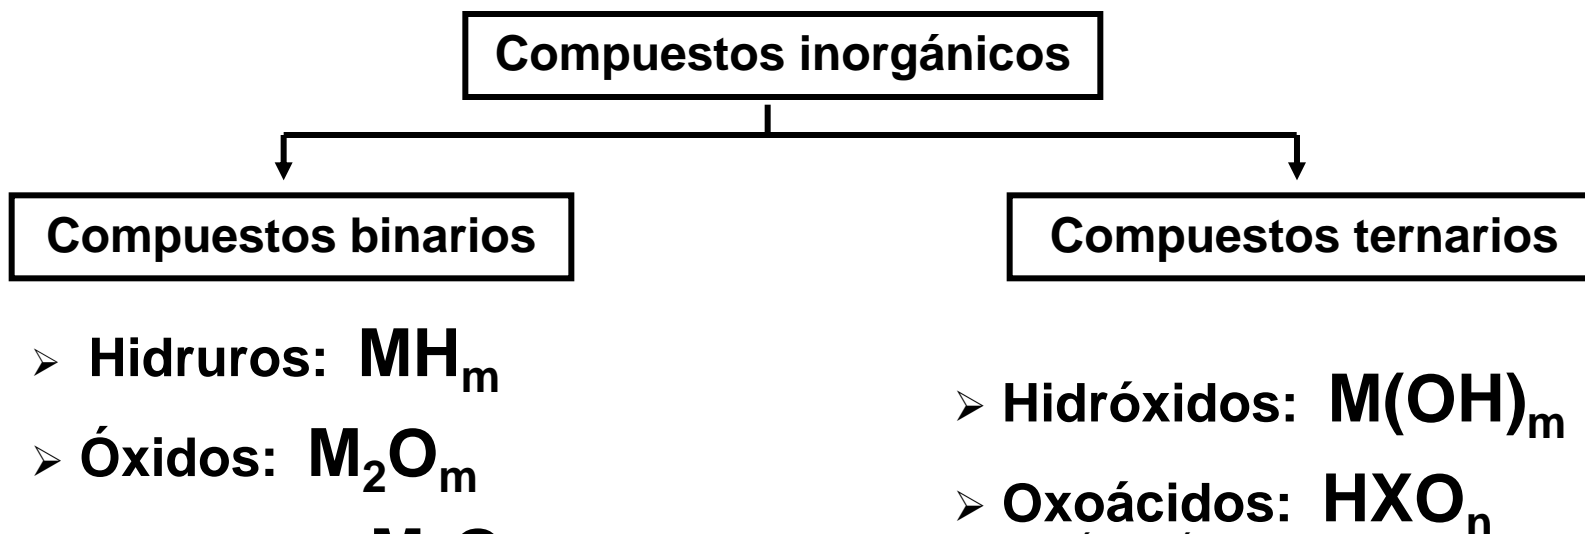 Compuestos inorgánicos
Compuestos binarios
Compuestos ternarios
➢ Hidruros: MHₘ
➢ Óxidos: M₂Oₘ
➢ Hidróxidos: M(OH)ₘ
➢ Oxoácidos: HXOₙ